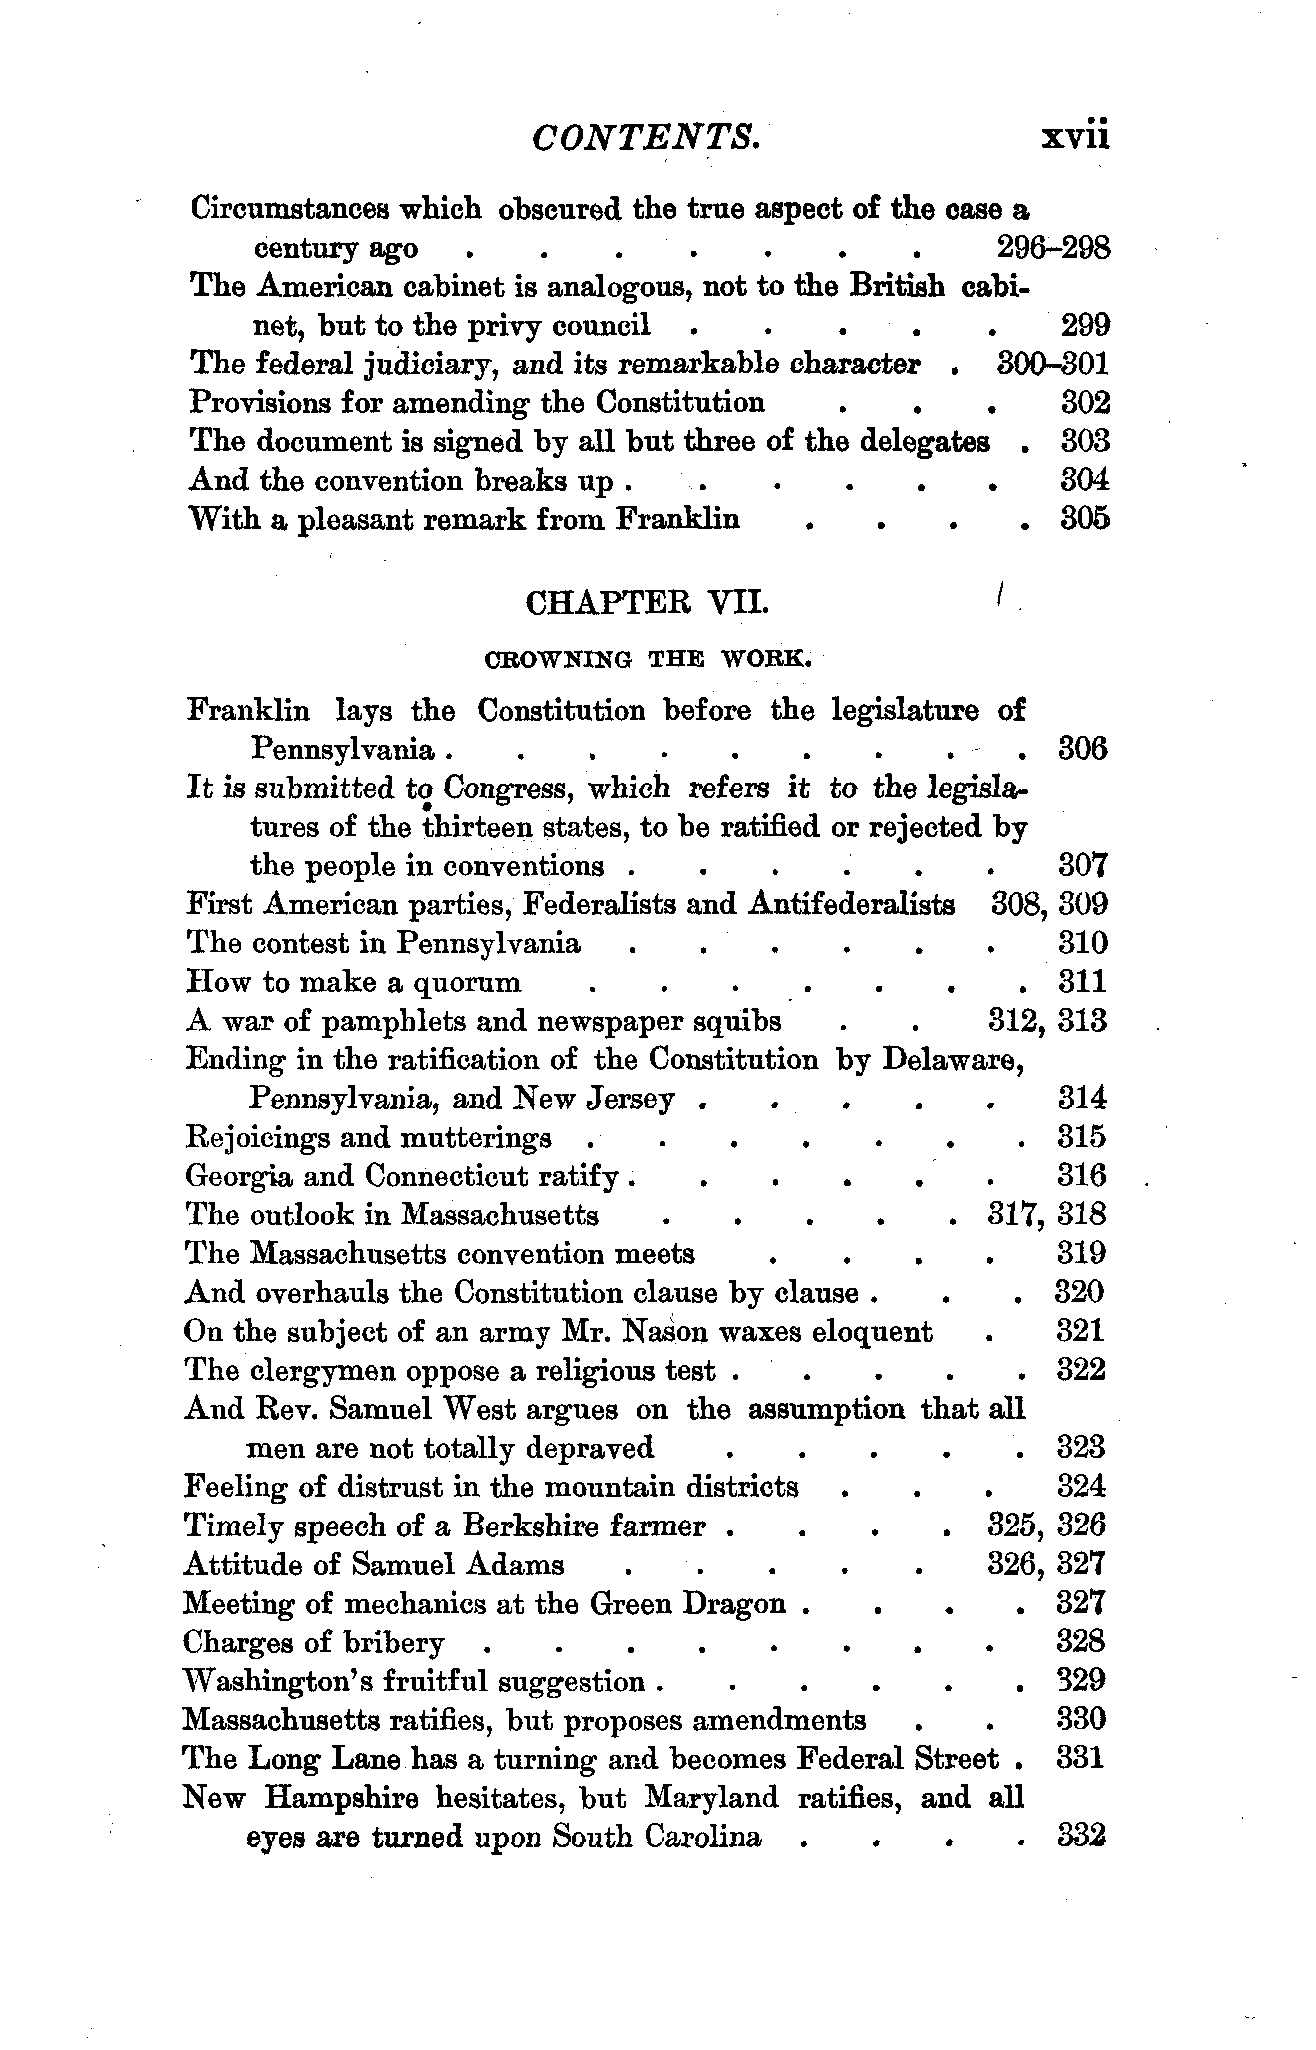 CONTENTS. xvii
Circumstances which obscured the true aspect of the case a
century ago . . . . . . . 296–298
The American cabinet is analogous, not to the British cabi-
net, but to the privy council . . . . . 299
The federal judiciary, and its remarkable character . 300–301
Provisions for amending the Constitution . . . 302
The document is signed by all but three of the delegates . 303
And the convention breaks up . . . . . . 304
With a pleasant remark from Franklin . . . . 305
CHAPTER VII.
CROWNING THE WORK.
Franklin lays the Constitution before the legislature of
Pennsylvania . . . . . . . . . 306
It is submitted to Congress, which refers it to the legisla-
tures of the thirteen states, to be ratified or rejected by
the people in conventions . . . . . . 307
First American parties, Federalists and Antifederalists 308, 309
The contest in Pennsylvania . . . . . . 310
How to make a quorum . . . . . . . 311
A war of pamphlets and newspaper squibs . . 312, 313
Ending in the ratification of the Constitution by Delaware,
Pennsylvania, and New Jersey . . . . . 314
Rejoicings and mutterings . . . . . . . 315
Georgia and Connecticut ratify . . . . . . 316
The outlook in Massachusetts . . . . . 317, 318
The Massachusetts convention meets . . . . 319
And overhauls the Constitution clause by clause . . . 320
On the subject of an army Mr. Nason waxes eloquent . 321
The clergymen oppose a religious test . . . . . 322
And Rev. Samuel West argues on the assumption that all
men are not totally depraved . . . . . 323
Feeling of distrust in the mountain districts . . . 324
Timely speech of a Berkshire farmer . . . . 325, 326
Attitude of Samuel Adams . . . . . 326, 327
Meeting of mechanics at the Green Dragon . . . . 327
Charges of bribery . . . . . . . . 328
Washington's fruitful suggestion . . . . . . 329
Massachusetts ratifies, but proposes amendments . . 330
The Long Lane has a turning and becomes Federal Street . 331
New Hampshire hesitates, but Maryland ratifies, and all
eyes are turned upon South Carolina . . . . 332